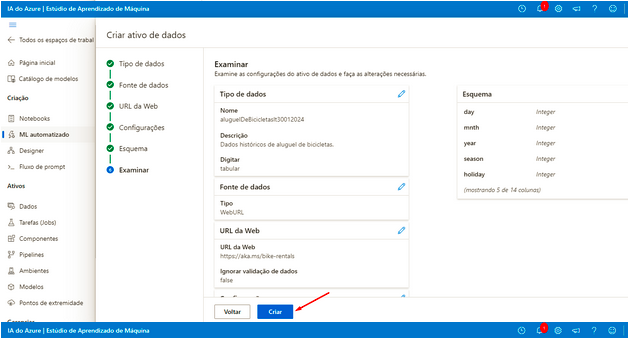 IA do Azure | Estúdio de Aprendizado de Máquina
Todos os espaços de trabal
Página inicial
Catálogo de modelos
Criação
Notebooks
ML automatizado
Designer
Fluxo de prompt
Ativos
Dados
Tarefas (Jobs)
Componentes
Pipelines
Ambientes
Modelos
Pontos de extremidade
Criar ativo de dados
Tipo de dados
Fonte de dados
URL da Web
Configurações
Esquema
6 Examinar
Examinar
Examine as configurações do ativo de dados e faça as alterações necessárias.
Tipo de dados
Nome
aluguelDeBicicletaslt30012024
Descrição
Dados históricos de aluguel de bicicletas.
Digitar
tabular
Fonte de dados
Tipo
WebURL
URL da Web
URL da Web
https://aka.ms/bike-rentals
Ignorar validação de dados
false
Esquema
day Integer
mnth Integer
year Integer
season Integer
holiday Integer
(mostrando 5 de 14 colunas)
Voltar
Criar
IA do Azure | Estúdio de Aprendizado de Máquina